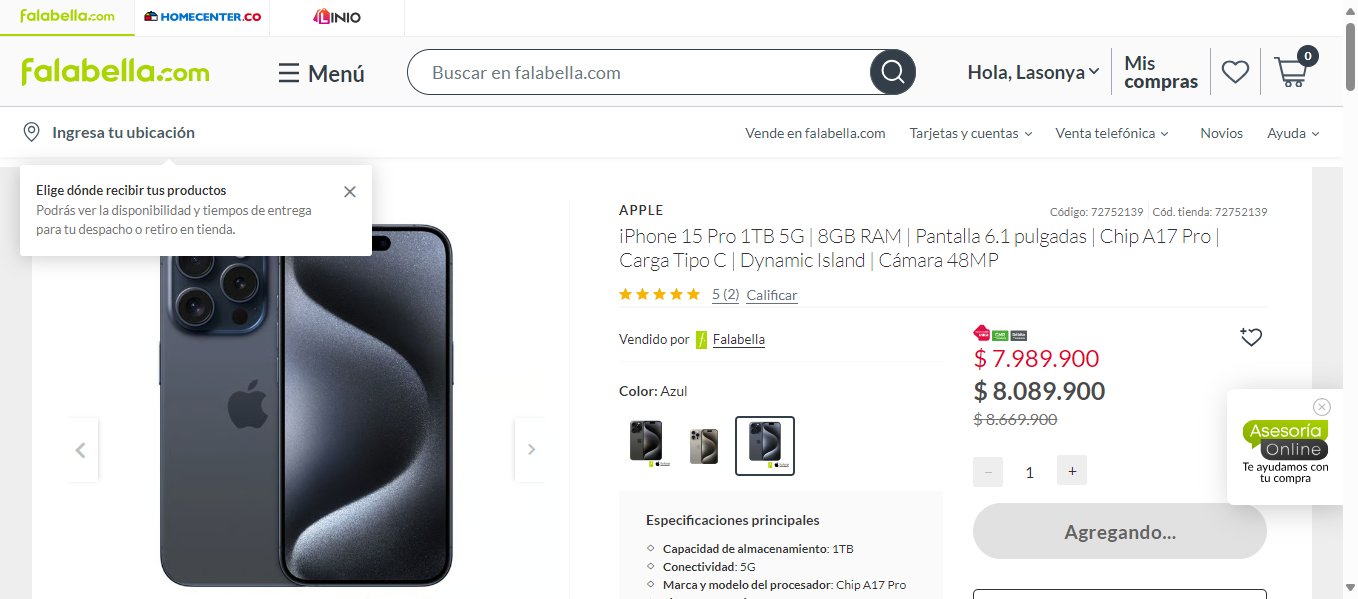 falabella.com
HOMECENTER.CO
LINIO
falabella.com
Menú
Buscar en falabella.com
Hola, Lasonya
Mis
compras
0
Ingresa tu ubicación
Vende en falabella.com
Tarjetas y cuentas
Venta telefónica
Novios
Ayuda
Elige dónde recibir tus productos
Podrás ver la disponibilidad y tiempos de entrega
para tu despacho o retiro en tienda.
APPLE
Código: 72752139
Cód. tienda: 72752139
iPhone 15 Pro 1TB 5G | 8GB RAM | Pantalla 6.1 pulgadas | Chip A17 Pro |
Carga Tipo C | Dynamic Island | Cámara 48MP
5 (2)
Calificar
Vendido por
Falabella
Color: Azul
$ 7.989.900
$ 8.089.900
$ 8.669.900
- 1 +
Agregando...
Asesoría
Online
Te ayudamos con
tu compra
Especificaciones principales
Capacidad de almacenamiento: 1TB
Conectividad: 5G
Marca y modelo del procesador: Chip A17 Pro